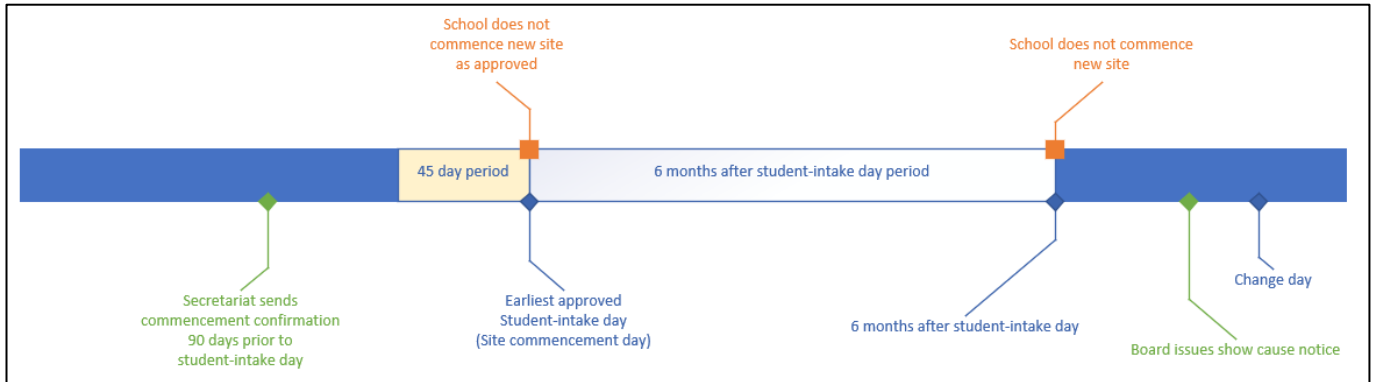 School does not
commence new site
as approved
School does not commence
new site
45 day period
6 months after student-intake day period
Secretariat sends
commencement confirmation
90 days prior to
student-intake day
Earliest approved
Student-intake day
(Site commencement day)
6 months after student-intake day
Board issues show cause notice
Change day